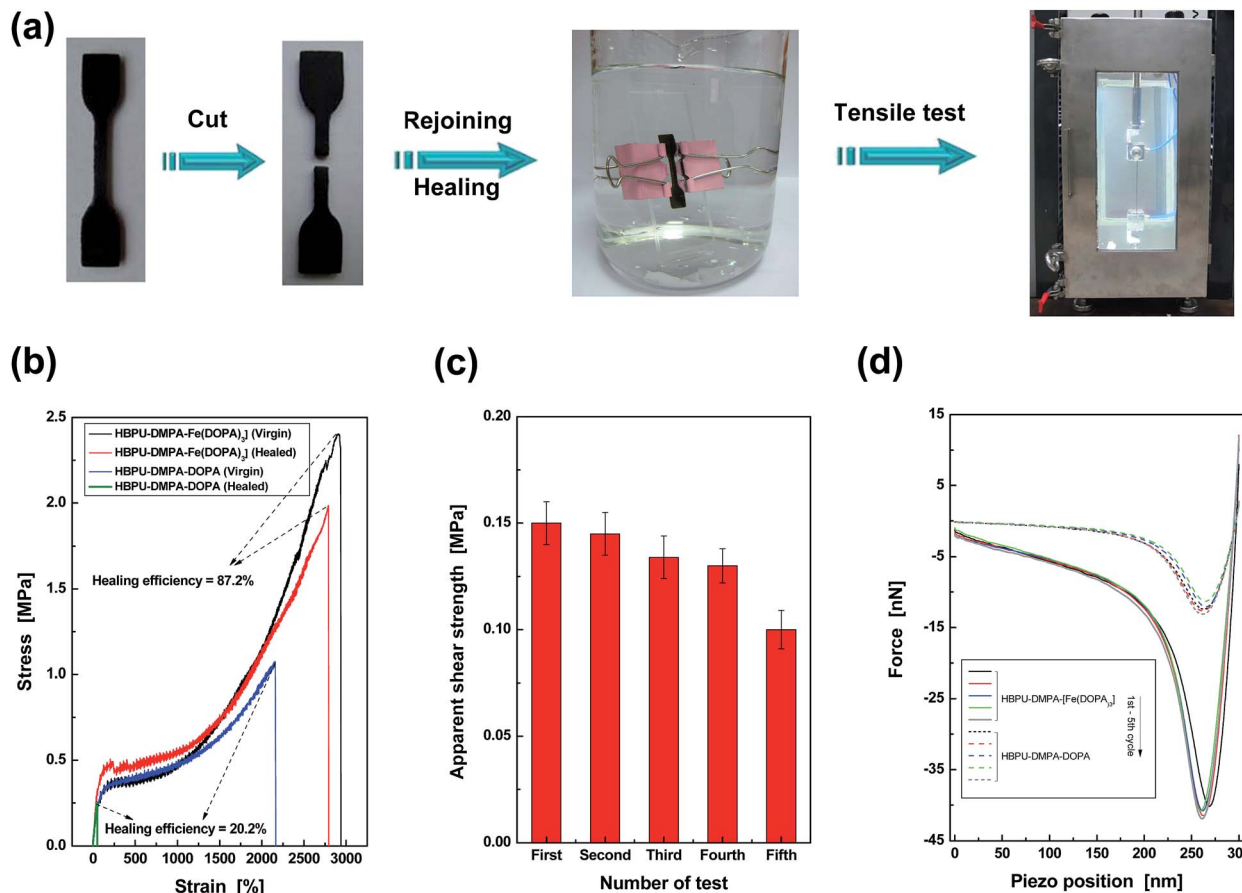 (a)
Cut
Rejoining
Healing
Tensile test
(b)
Stress [MPa]
2.5
2.0
1.5
1.0
0.5
0.0
HBPU-DMPA-Fe(DOPA)₃] (Virgin)
HBPU-DMPA-Fe(DOPA)₃] (Healed)
HBPU-DMPA-DOPA (Virgin)
HBPU-DMPA-DOPA (Healed)
Healing efficiency = 87.2%
Healing efficiency = 20.2%
0 500 1000 1500 2000 2500 3000
Strain [%]
(c)
Apparent shear strength [MPa]
0.20
0.15
0.10
0.05
0.00
First Second Third Fourth Fifth
Number of test
(d)
Force [nN]
15
5
-5
-15
-25
-35
-45
HBPU-DMPA-[Fe(DOPA)₃]
HBPU-DMPA-DOPA
1st - 5th cycle
0 50 100 150 200 250 300
Piezo position [nm]